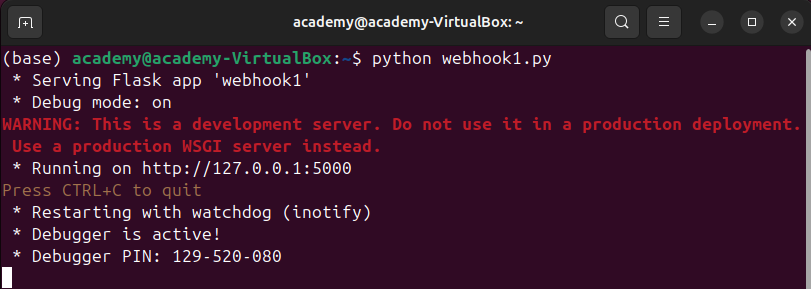 academy@academy-VirtualBox: ~
(base) academy@academy-VirtualBox:~$ python webhook1.py
 * Serving Flask app 'webhook1'
 * Debug mode: on
WARNING: This is a development server. Do not use it in a production deployment.
 Use a production WSGI server instead.
 * Running on http://127.0.0.1:5000
Press CTRL+C to quit
 * Restarting with watchdog (inotify)
 * Debugger is active!
 * Debugger PIN: 129-520-080